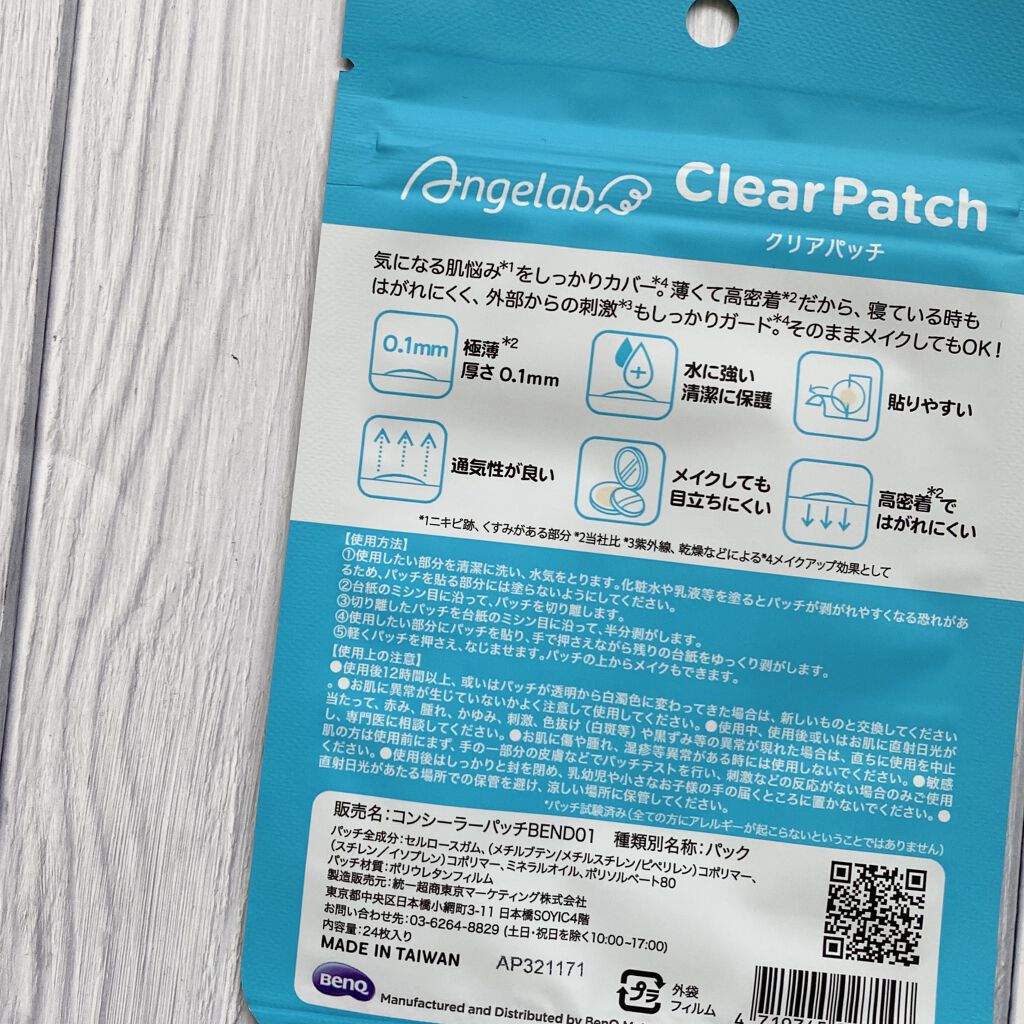 Angelab
Clear Patch
クリアパッチ
気になる肌悩み*1をしっかりカバー*4。薄くて高密着*2だから、寝ている時も
はがれにくく、外部からの刺激*3もしっかりガード。*4そのままメイクしてもOK!
0.1mm
極薄*2
厚さ0.1mm
水に強い
清潔に保護
貼りやすい
通気性が良い
メイクしても
目立ちにくい
高密着*2で
はがれにくい
*1ニキビ跡、くすみがある部分 *2当社比 *3紫外線、乾燥などによる*4メイクアップ効果として
【使用方法】
①使用したい部分を清潔に洗い、水気をとります。化粧水や乳液等を塗るとパッチが剥がれやすくなる恐れがあ
るため、パッチを貼る部分には塗らないようにしてください。
②台紙のミシン目に沿って、パッチを切り離します。
③切り離したパッチを台紙のミシン目に沿って、半分剥がします。
④使用したい部分にパッチを貼り、手で押さえながら残りの台紙をゆっくり剥がします。
⑤軽くパッチを押さえ、なじませます。パッチの上からメイクもできます。
【使用上の注意】
●使用後12時間以上、或いはパッチが透明から白濁色に変わってきた場合は、新しいものと交換してください
。●お肌に異常が生じていないかよく注意して使用してください。●使用中、使用後或いはお肌に直射日光が
当たって、赤み、腫れ、かゆみ、刺激、色抜け(白斑等)や黒ずみ等の異常が現れた場合は、直ちに使用を中止
し、専門医に相談してください。●お肌に傷や腫れ、湿疹等異常がある時には使用しないでください。●敏感
肌の方は使用前にまず、手の一部分の皮膚などでパッチテストを行い、刺激などの反応がない場合のみご使用
ください。●使用後はしっかりと封を閉め、乳幼児や小さなお子様の手の届くところに置かないでください。●
直射日光があたる場所での保管を避け、涼しい場所に保管してください。
*パッチ試験済み(全ての方にアレルギーが起こらないということではありません)
販売名:コンシーラーパッチBEND01 種類別名称:パック
パッチ全成分:セルロースガム、(メチルブテン/メチルスチレン/ピペリレン)コポリマー、
(スチレン/イソプレン)コポリマー、ミネラルオイル、ポリソルベート80
パッチ材質:ポリウレタンフィルム
製造販売元:統一超商東京マーケティング株式会社
東京都中央区日本橋小網町3-11 日本橋SOYIC4階
お問い合わせ先:03-6264-8829 (土日・祝日を除く10:00~17:00)
内容量:24枚入り
MADE IN TAIWAN
AP321171
BenQ
Manufactured and Distributed by BenQ
プラ
外袋
フィルム